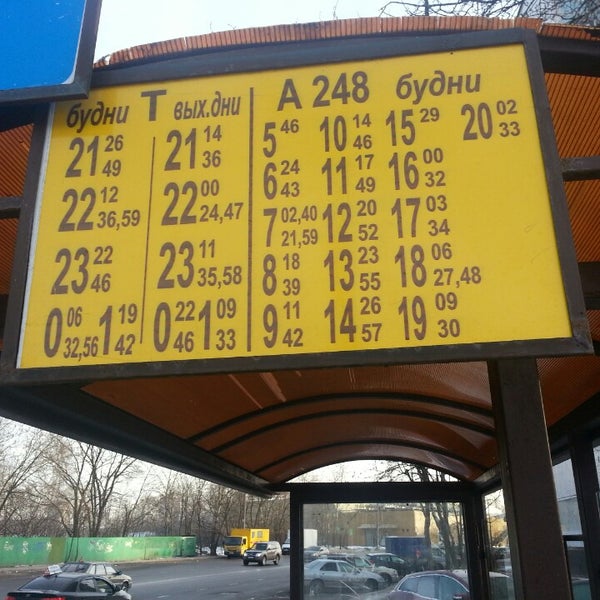 будни Т вых.дни
21 26 49
22 12 36,59
23 22 46
0 06 32,56 1 19 42
21 14 36
22 00 24,47
23 11 35,58
0 22 46 1 09 33
А 248 будни
5 46
6 24 43
7 02,40 21,59
8 18 39
9 11 42
10 14 46
11 17 49
12 20 52
13 23 55
14 26 57
15 29
16 00 32
17 03 34
18 06 27,48
19 09 30
20 02 33